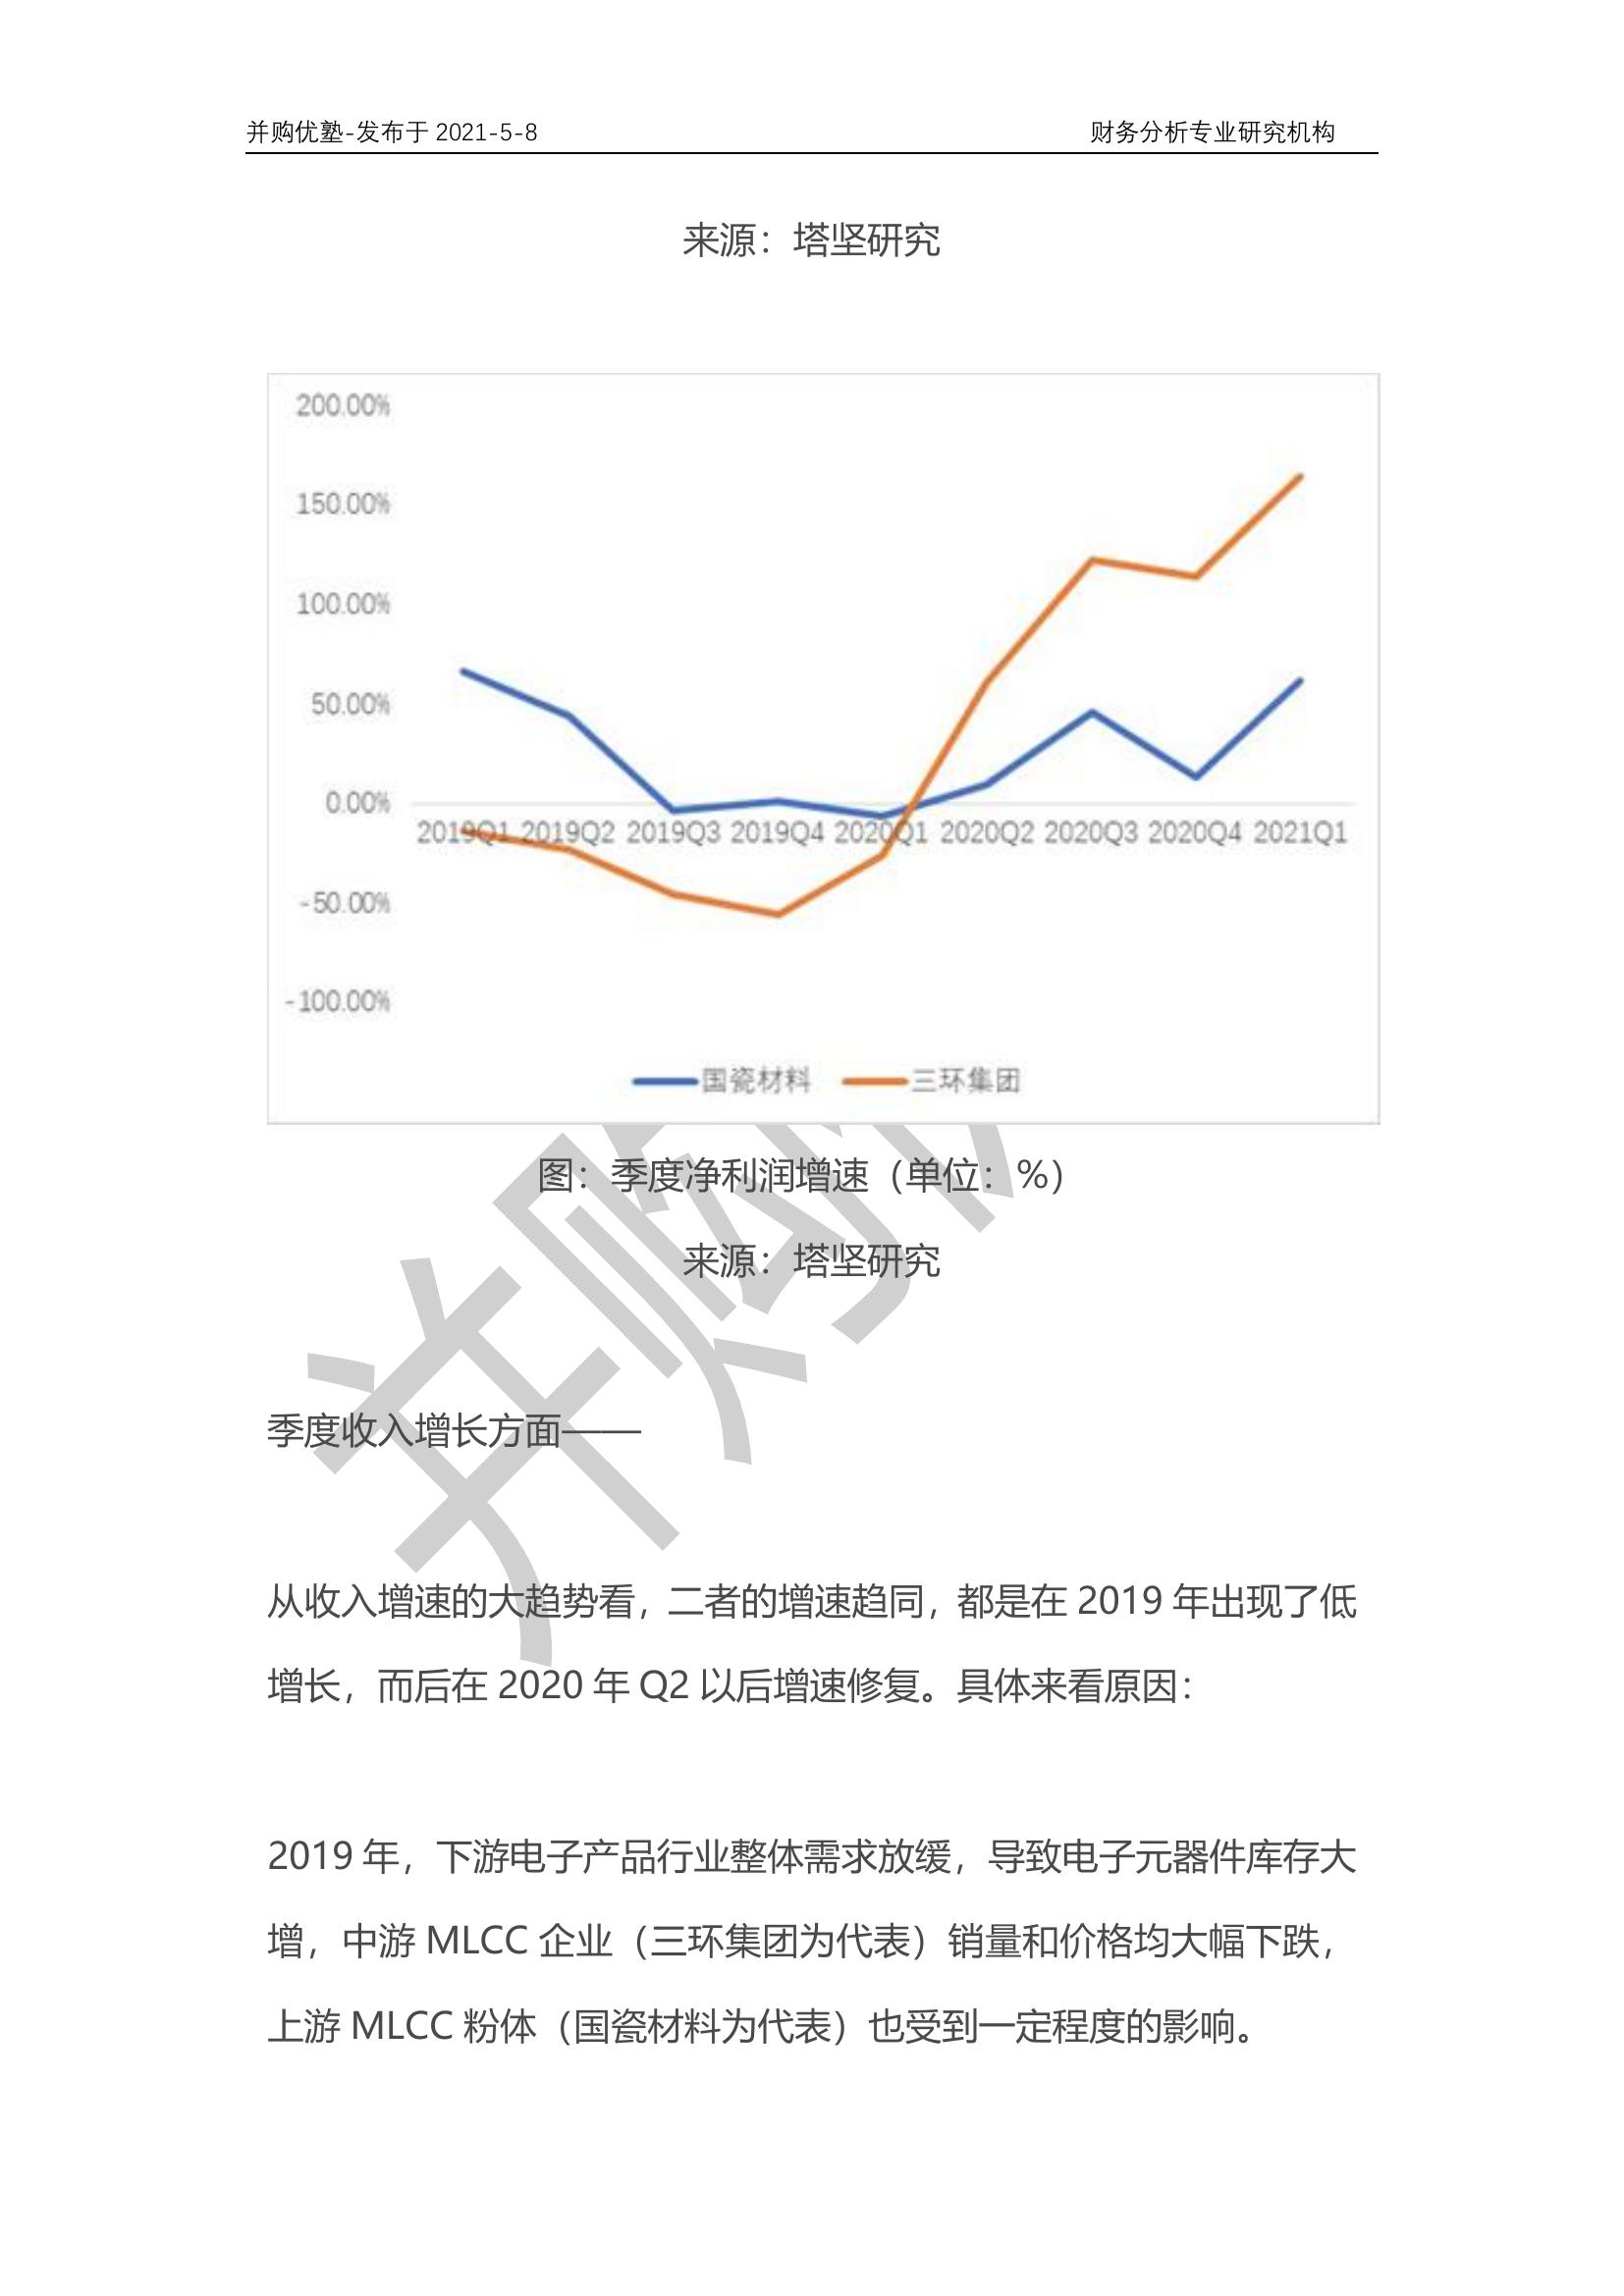 并购优塾-发布于 2021-5-8 财务分析专业研究机构
来源：塔坚研究
200.00%
150.00%
100.00%
50.00%
0.00%
2019Q1 2019Q2 2019Q3 2019Q4 2020Q1 2020Q2 2020Q3 2020Q4 2021Q1
-50.00%
-100.00%
国瓷材料 三环集团
图：季度净利润增速（单位：%）
来源：塔坚研究
季度收入增长方面——
从收入增速的大趋势看，二者的增速趋同，都是在 2019 年出现了低
增长，而后在 2020 年 Q2 以后增速修复。具体来看原因：
2019 年，下游电子产品行业整体需求放缓，导致电子元器件库存大
增，中游 MLCC 企业（三环集团为代表）销量和价格均大幅下跌，
上游 MLCC 粉体（国瓷材料为代表）也受到一定程度的影响。
并购